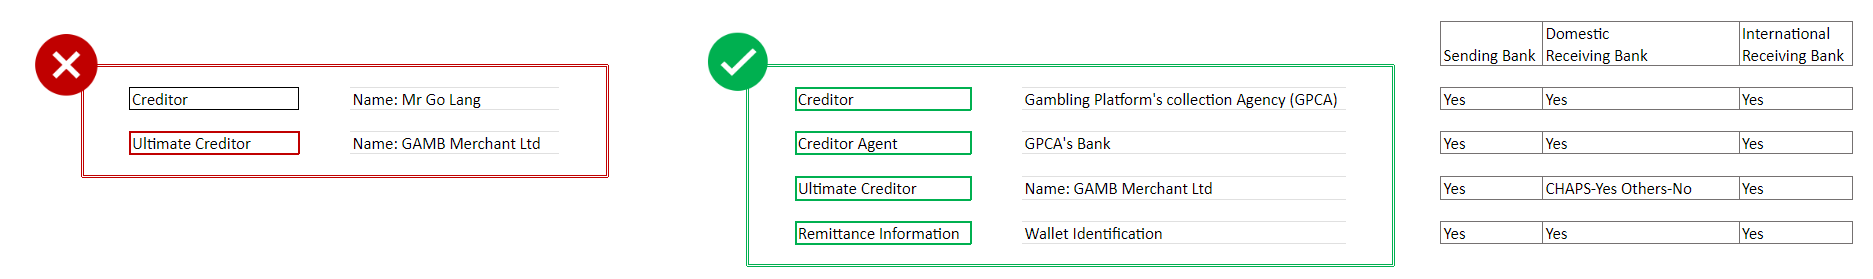 Sending Bank
Domestic
Receiving Bank
International
Receiving Bank
Creditor
Name: Mr Go Lang
Ultimate Creditor
Name: GAMB Merchant Ltd
Creditor
Gambling Platform's collection Agency (GPCA)
Yes
Yes
Yes
Creditor Agent
GPCA's Bank
Yes
Yes
Yes
Ultimate Creditor
Name: GAMB Merchant Ltd
Yes
CHAPS-Yes Others-No
Yes
Remittance Information
Wallet Identification
Yes
Yes
Yes